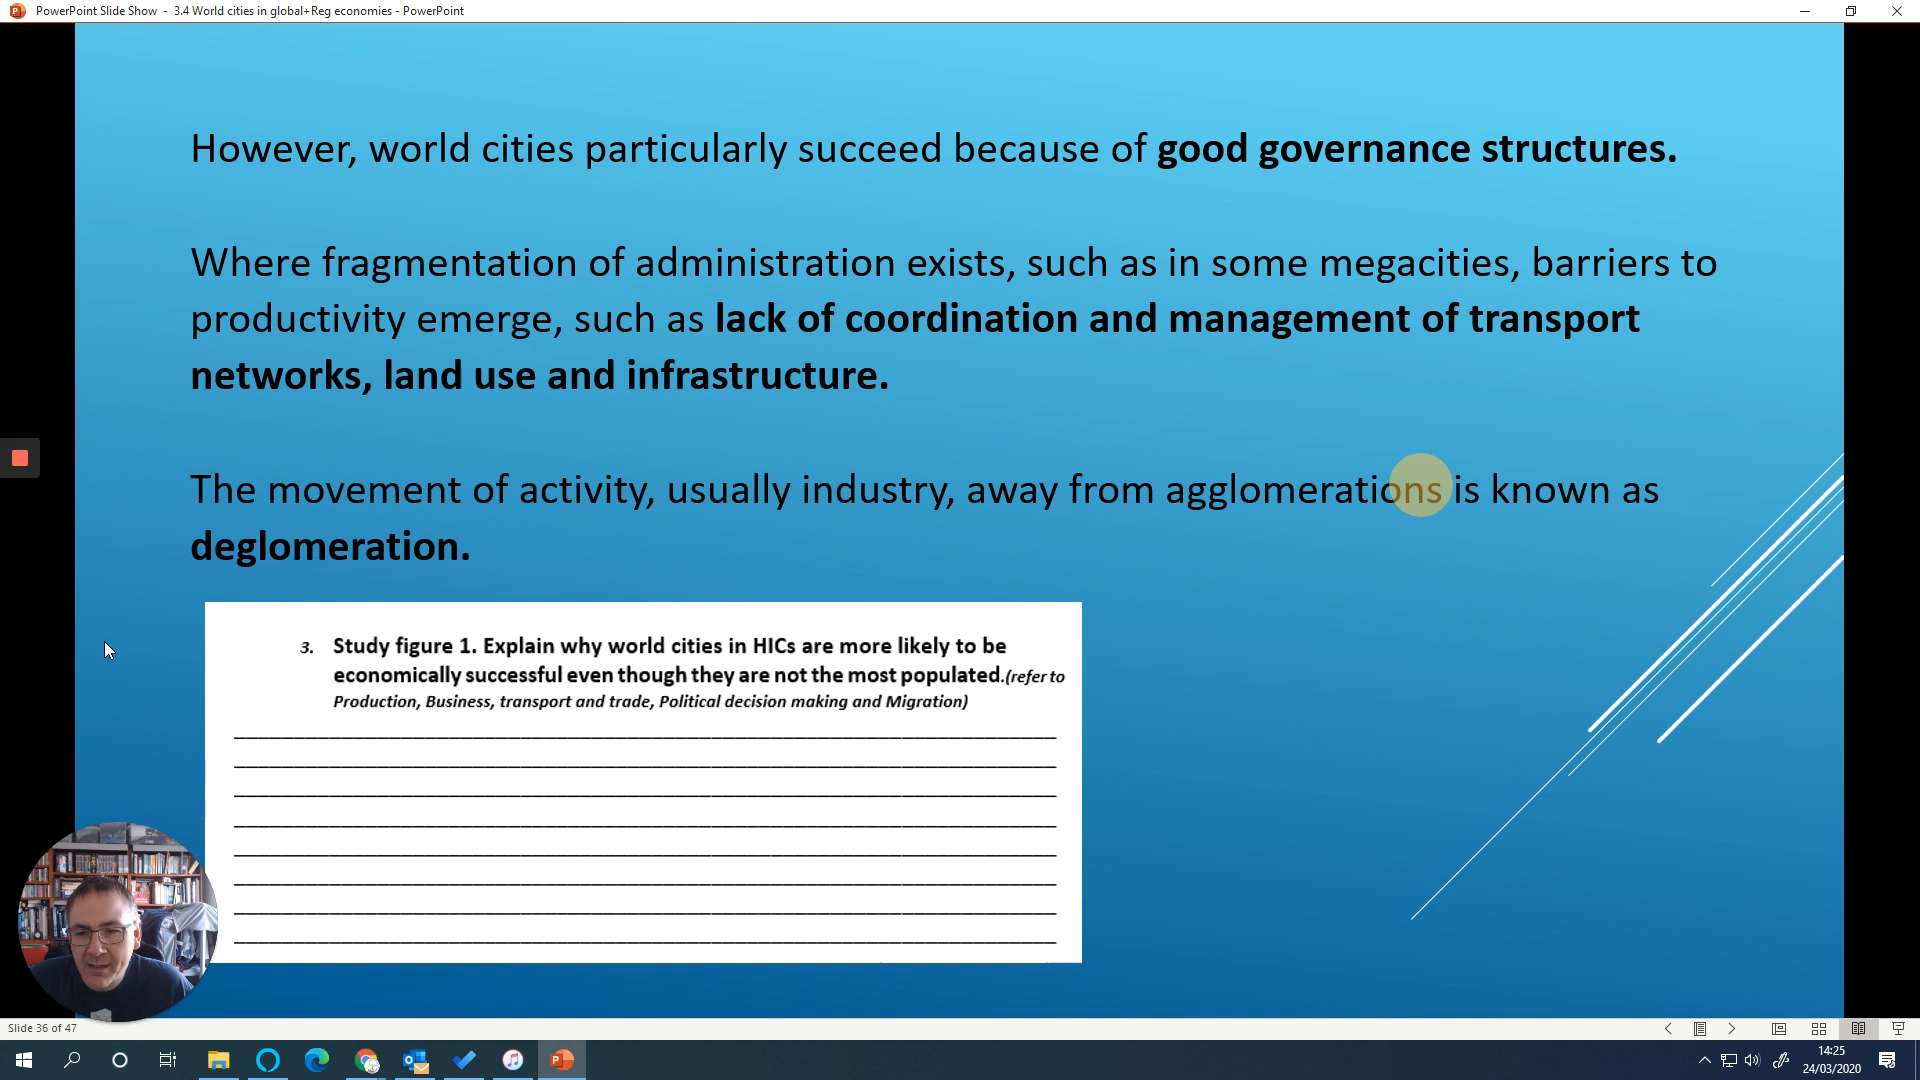 PowerPoint Slide Show - 3.4 World cities in global+Reg economies - PowerPoint
However, world cities particularly succeed because of good governance structures.
Where fragmentation of administration exists, such as in some megacities, barriers to
productivity emerge, such as lack of coordination and management of transport
networks, land use and infrastructure.
The movement of activity, usually industry, away from agglomerations is known as
deglomeration.
3. Study figure 1. Explain why world cities in HICs are more likely to be
economically successful even though they are not the most populated.(refer to
Production, Business, transport and trade, Political decision making and Migration)
Slide 36 of 47
14:25
24/03/2020